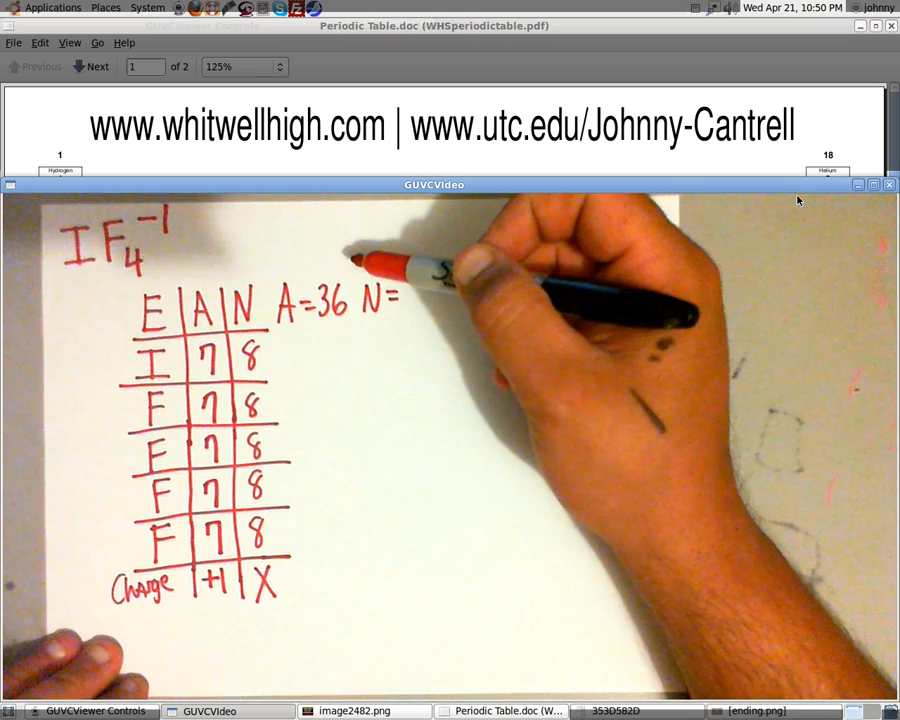 Applications Places System Wed Apr 21, 10:50 PM johnny
GUVCViewer Controls Periodic Table.doc (WHSperiodictable.pdf)
File Edit View Go Help
Previous Next 1 of 2 125%
www.whitwellhigh.com | www.utc.edu/Johnny-Cantrell
1 18
Hydrogen Helium
GUVCVideo
IF₄⁻¹
E A N A=36 N=
I 7 8
F 7 8
F 7 8
F 7 8
F 7 8
Charge +1 X
GUVCViewer Controls GUVCVideo image2482.png Periodic Table.doc (W... 353D582D [ending.png]